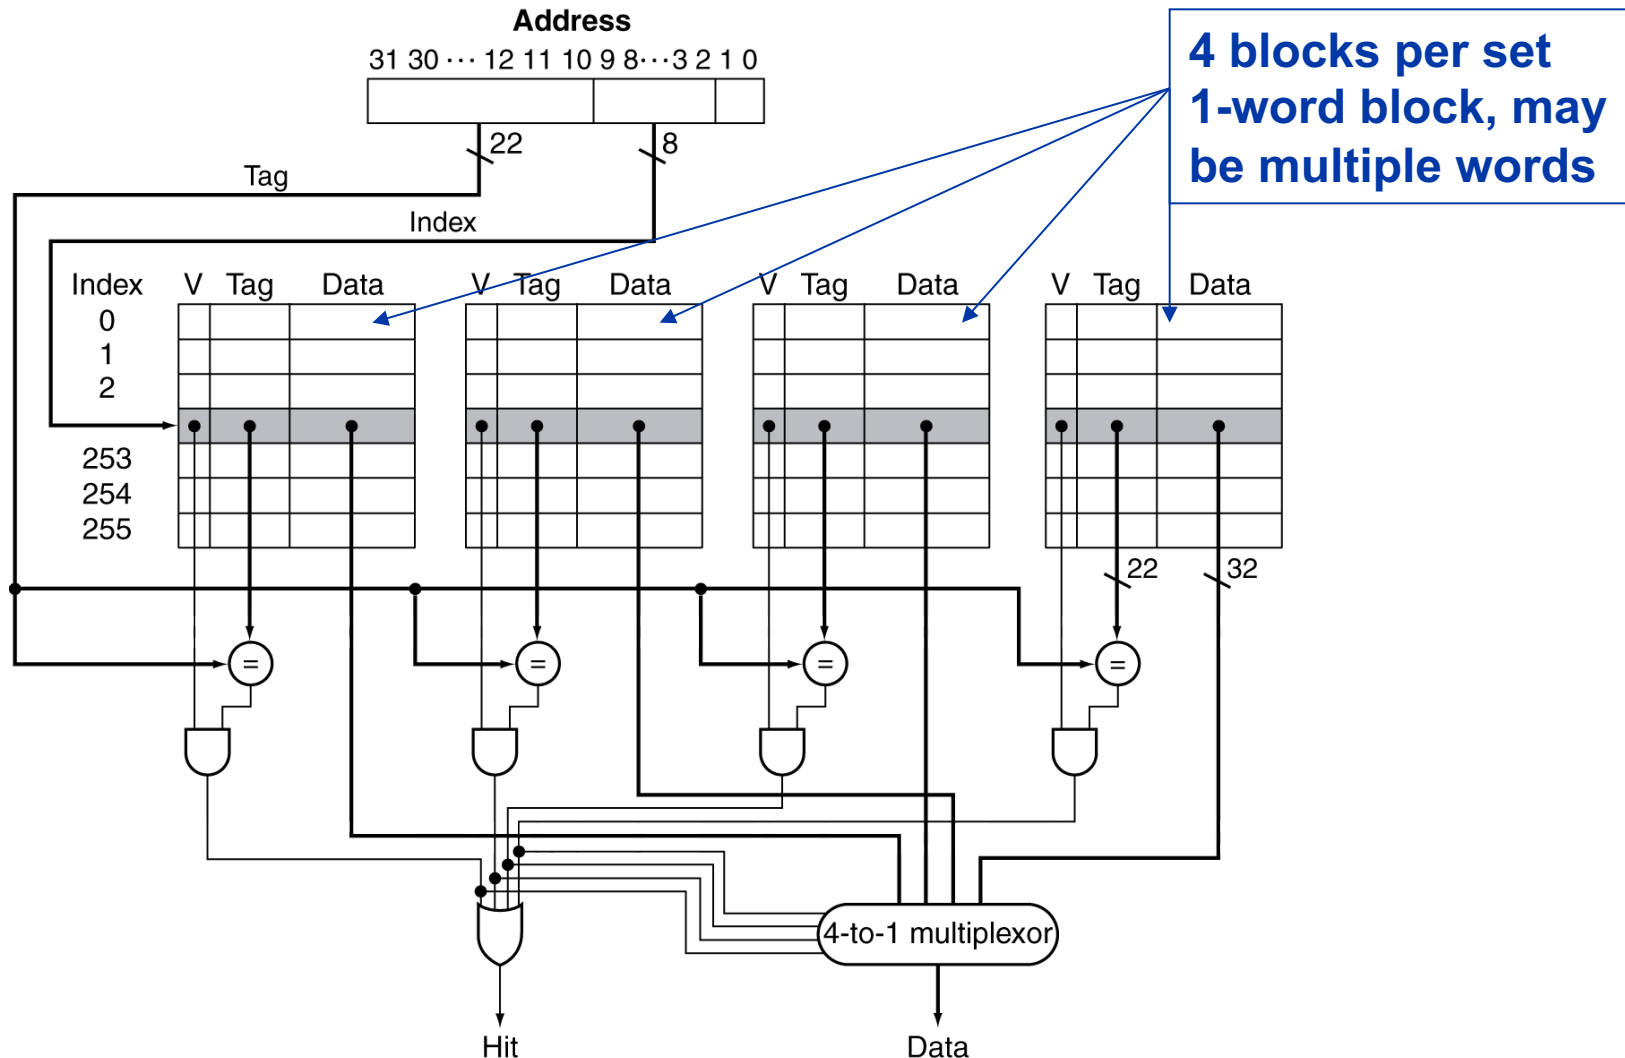 Address
31 30 ··· 12 11 10 9 8···3 2 1 0
4 blocks per set
1-word block, may
be multiple words
22
8
Tag
Index
Index V Tag Data V Tag Data V Tag Data V Tag Data
0
1
2
253
254
255
22
32
= = = =
4-to-1 multiplexor
Hit
Data